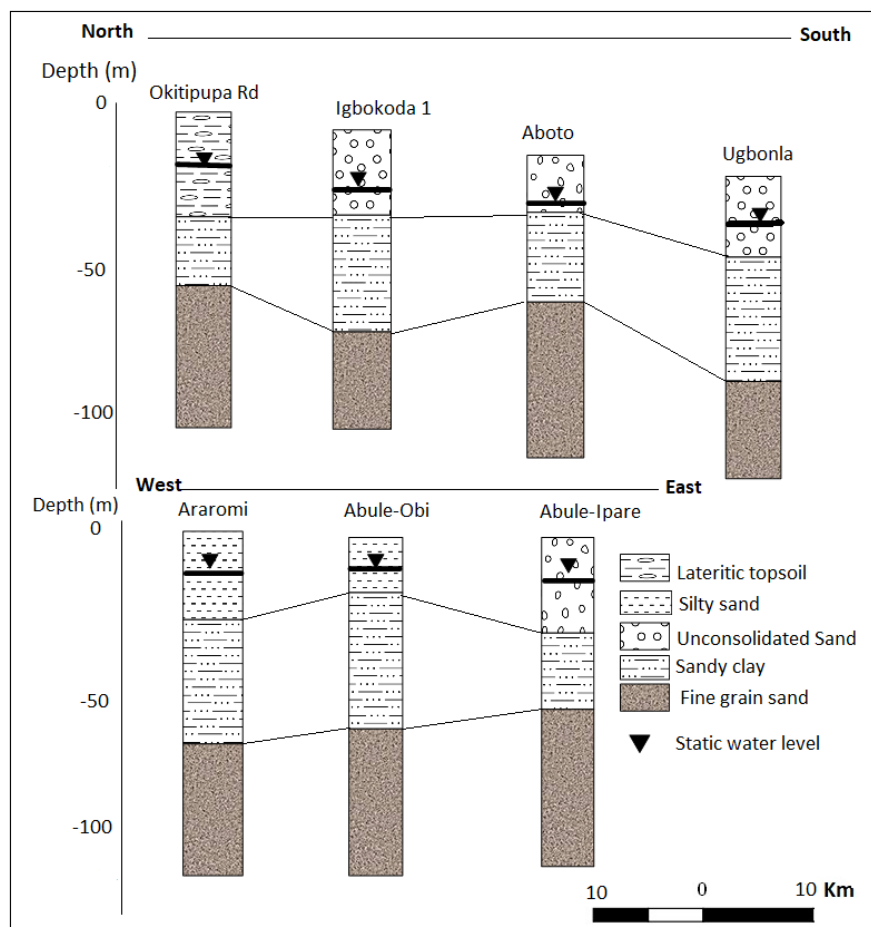 North South
Depth (m)
Okitipupa Rd Igbokoda 1 Aboto Ugbonla
0
-50
-100
West East
Depth (m) Araromi Abule-Obi Abule-Ipare
0
-50
-100
Lateritic topsoil
Silty sand
Unconsolidated Sand
Sandy clay
Fine grain sand
Static water level
10 0 10 Km